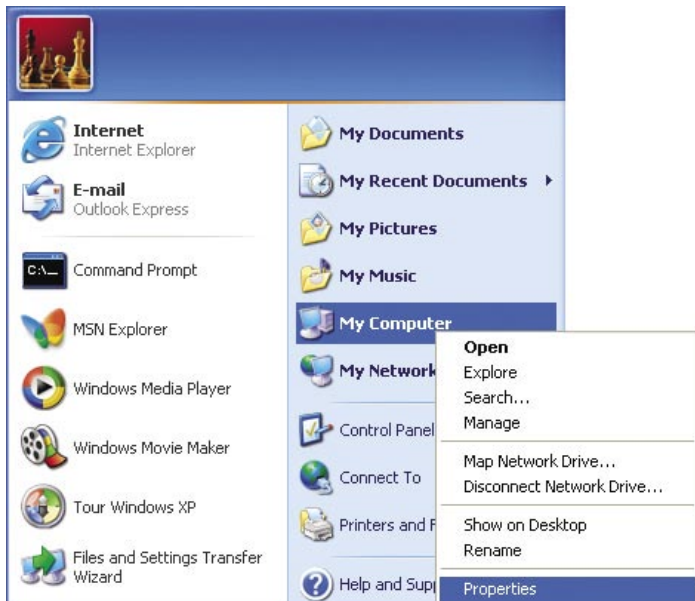 Internet
Internet Explorer
E-mail
Outlook Express
C:\_
Command Prompt
MSN Explorer
Windows Media Player
Windows Movie Maker
Tour Windows XP
Files and Settings Transfer
Wizard
My Documents
My Recent Documents
My Pictures
My Music
My Computer
My Network
Control Panel
Connect To
Printers and
Help and
Open
Explore
Search...
Manage
Map Network Drive...
Disconnect Network Drive...
Show on Desktop
Rename
Properties